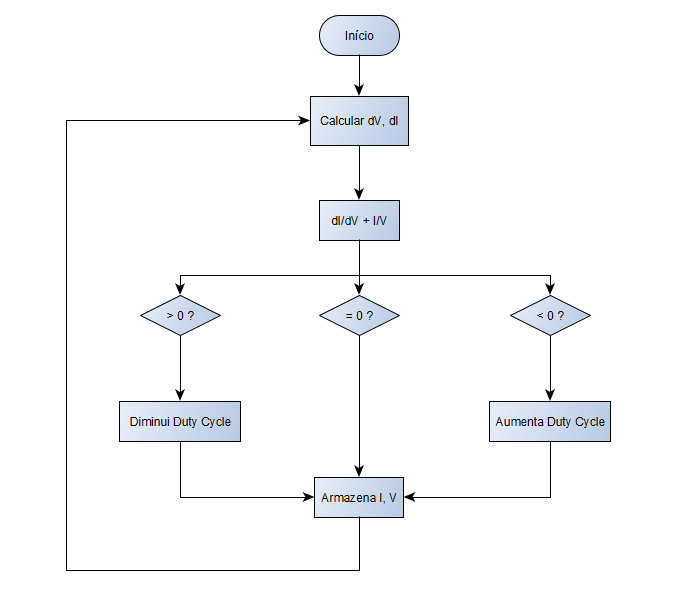 Início
Calcular dV, dI
dI/dV + I/V
> 0 ?
= 0 ?
< 0 ?
Diminui Duty Cycle
Aumenta Duty Cycle
Armazena I, V